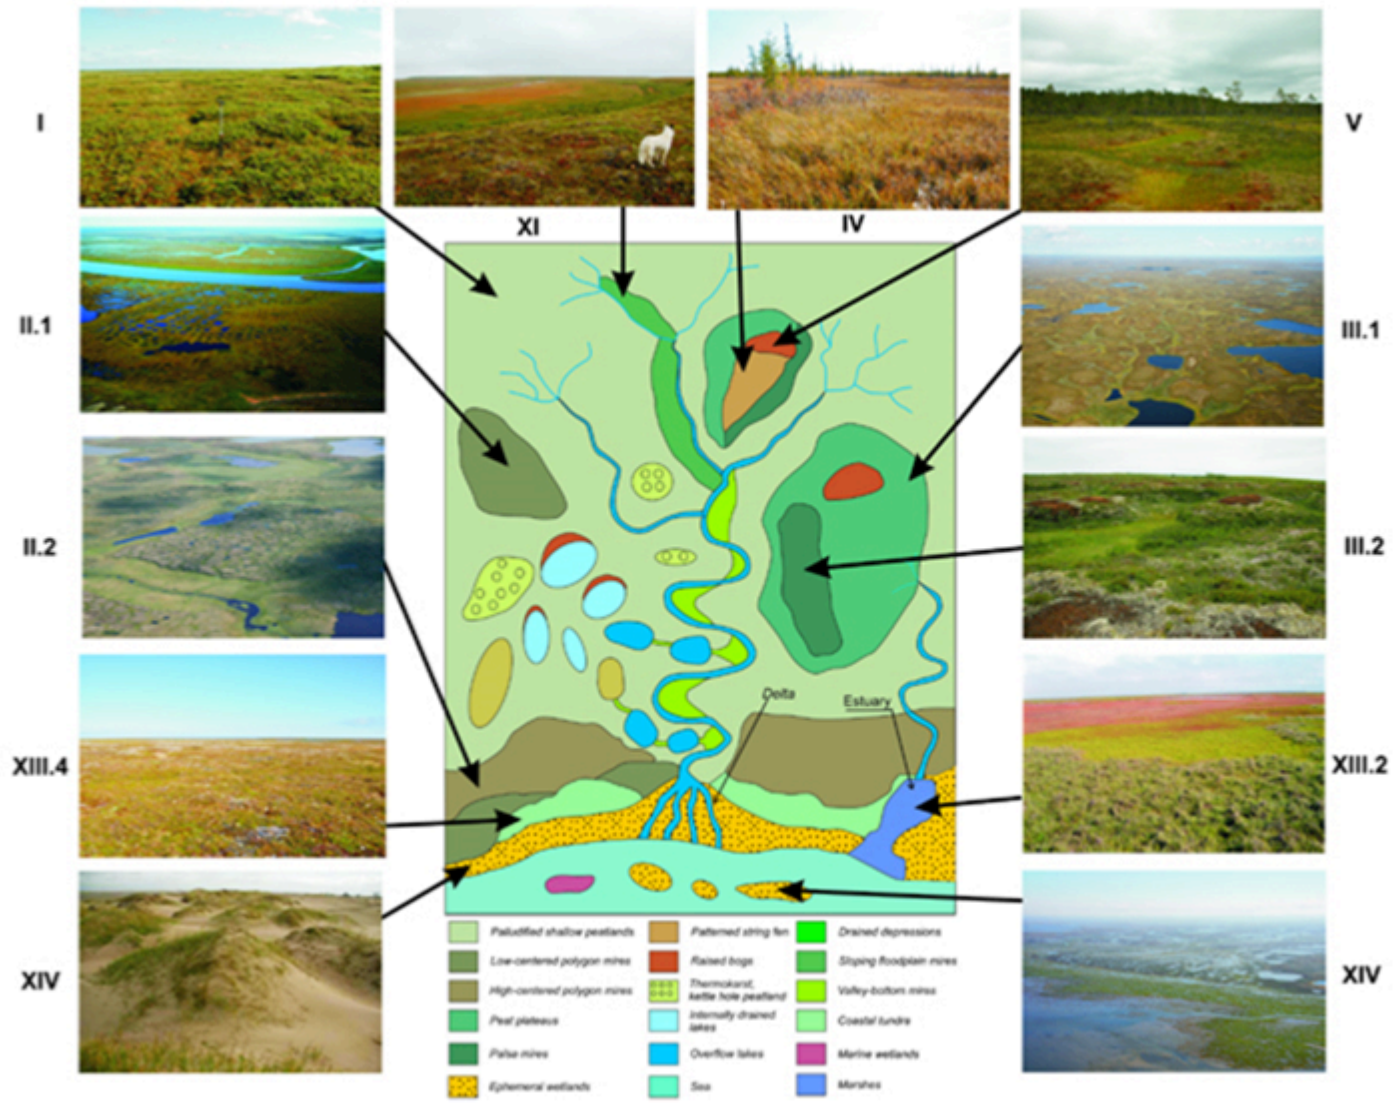 I
V
XI
IV
II.1
III.1
II.2
III.2
Delta
Estuary
XIII.4
XIII.2
XIV
XIV
Paludified shallow peatlands
Patterned string fen
Drained depressions
Low-centered polygon mires
Raised bogs
Sloping floodplain mires
High-centered polygon mires
Thermokarst,
kettle hole peatland
Valley-bottom mires
Peat plateaus
Internally drained
lakes
Coastal tundra
Palsa mires
Overflow lakes
Marine wetlands
Ephemeral wetlands
Sea
Marshes